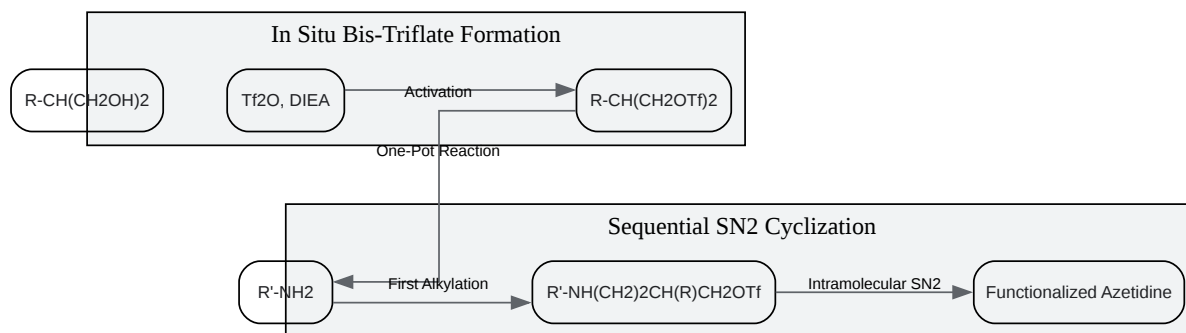 In Situ Bis-Triflate Formation
R-CH(CH2OH)2
Tf2O, DIEA
Activation
R-CH(CH2OTf)2
One-Pot Reaction
Sequential SN2 Cyclization
R'-NH2
First Alkylation
R'-NH(CH2)2CH(R)CH2OTf
Intramolecular SN2
Functionalized Azetidine